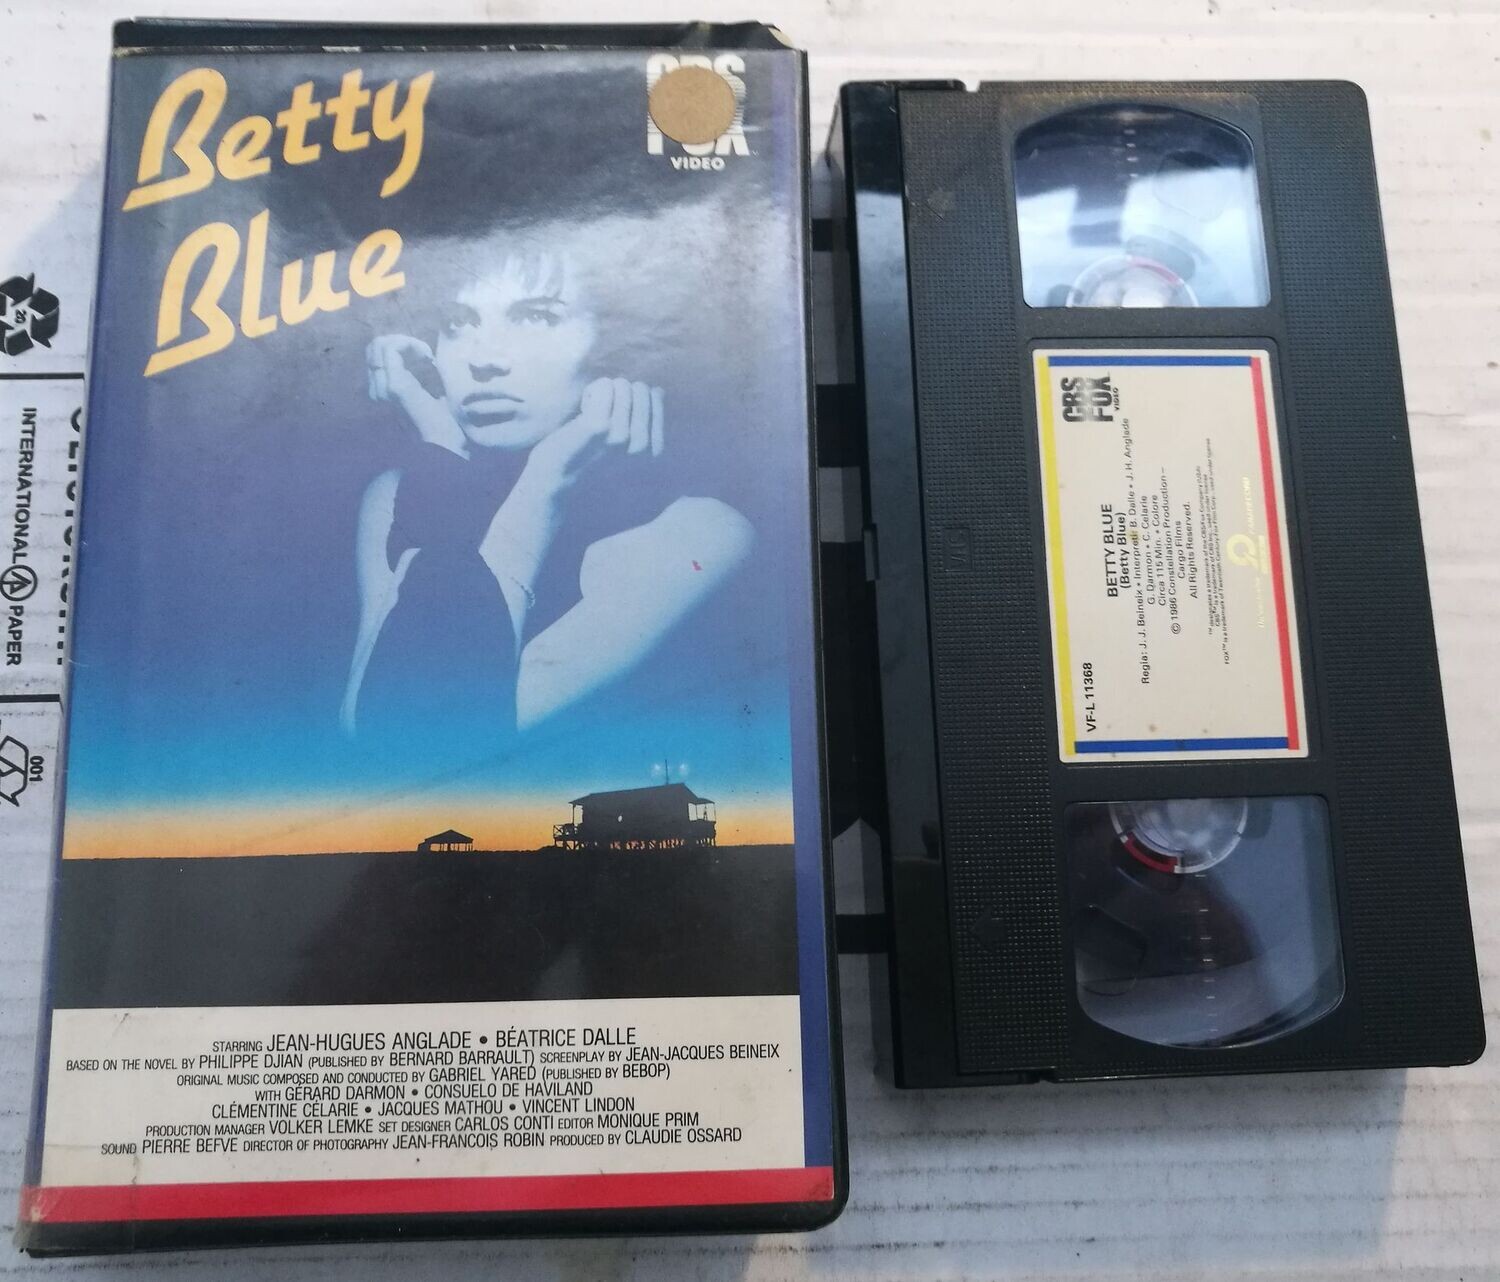 Betty
Blue
CBS
FOX
VIDEO
STARRING JEAN-HUGUES ANGLADE • BÉATRICE DALLE
BASED ON THE NOVEL BY PHILIPPE DJIAN (PUBLISHED BY BERNARD BARRAULT) SCREENPLAY BY JEAN-JACQUES BEINEIX
ORIGINAL MUSIC COMPOSED AND CONDUCTED BY GABRIEL YARED (PUBLISHED BY BEBOP)
WITH GÉRARD DARMON • CONSUELO DE HAVILAND
CLÉMENTINE CÉLARIE • JACQUES MATHOU • VINCENT LINDON
PRODUCTION MANAGER VOLKER LEMKE SET DESIGNER CARLOS CONTI EDITOR MONIQUE PRIM
SOUND PIERRE BEFVE DIRECTOR OF PHOTOGRAPHY JEAN-FRANCOIS ROBIN PRODUCED BY CLAUDIE OSSARD
CBS
FOX™
VIDEO
VF-L 11368
BETTY BLUE
(Betty Blue)
Regia: J. J. Beineix • Interpreti B. Dalle • J. H. Anglade
G. Darmon • C. Celarie
Circa 115 Min. • Colore
© 1986 Constellation Production –
Cargo Films
All Rights Reserved.
20
INTERNATIONAL PAPER
001